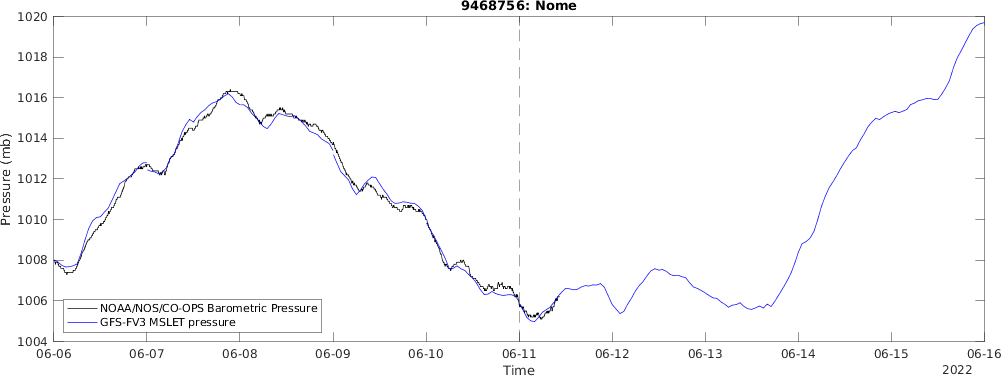 9468756: Nome
1020
1018
1016
1014
1012
1010
1008
1006
1004
Pressure (mb)
NOAA/NOS/CO-OPS Barometric Pressure
GFS-FV3 MSLET pressure
06-06 06-07 06-08 06-09 06-10 06-11 06-12 06-13 06-14 06-15 06-16
Time
2022